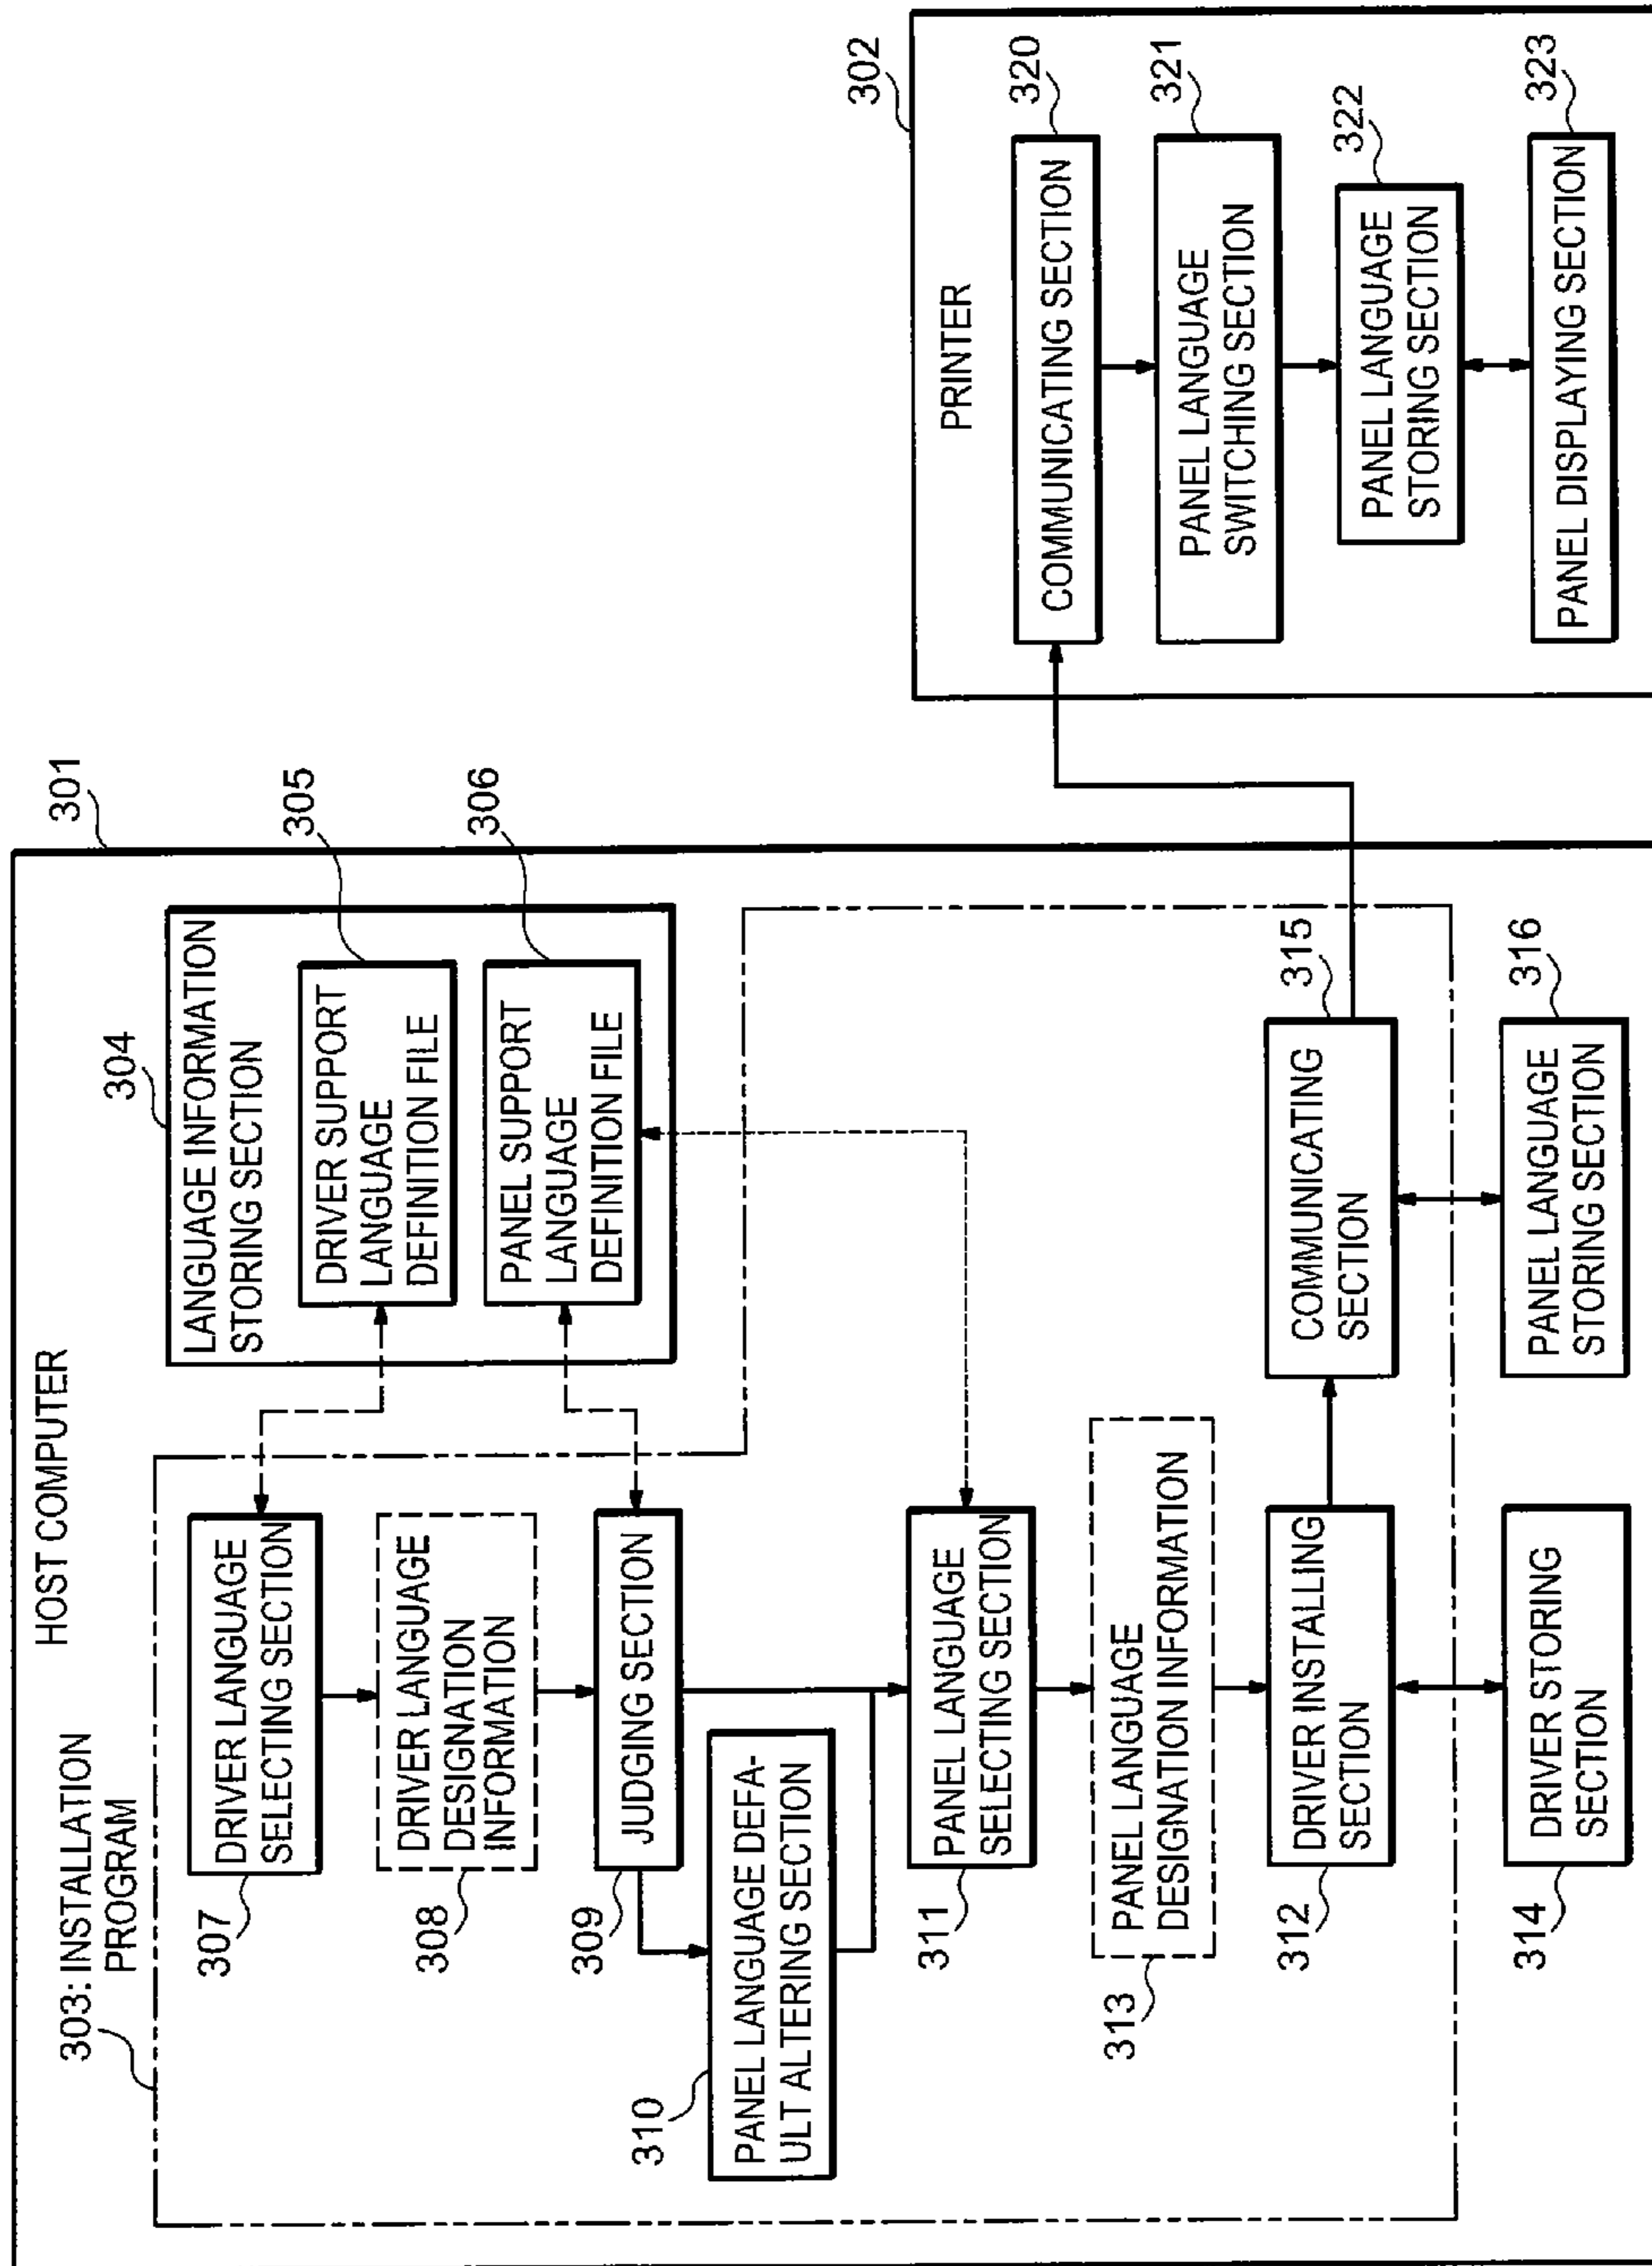 HOST COMPUTER
301
303: INSTALLATION
PROGRAM
304
LANGUAGE INFORMATION
STORING SECTION
305
DRIVER SUPPORT
LANGUAGE
DEFINITION FILE
306
PANEL SUPPORT
LANGUAGE
DEFINITION FILE
307
DRIVER LANGUAGE
SELECTING SECTION
308
DRIVER LANGUAGE
DESIGNATION
INFORMATION
309
JUDGING SECTION
310
PANEL LANGUAGE DEFA-
ULT ALTERING SECTION
311
PANEL LANGUAGE
SELECTING SECTION
313
PANEL LANGUAGE
DESIGNATION INFORMATION
312
DRIVER INSTALLING
SECTION
315
COMMUNICATING
SECTION
314
DRIVER STORING
SECTION
316
PANEL LANGUAGE
STORING SECTION
302
PRINTER
320
COMMUNICATING SECTION
321
PANEL LANGUAGE
SWITCHING SECTION
322
PANEL LANGUAGE
STORING SECTION
323
PANEL DISPLAYING SECTION